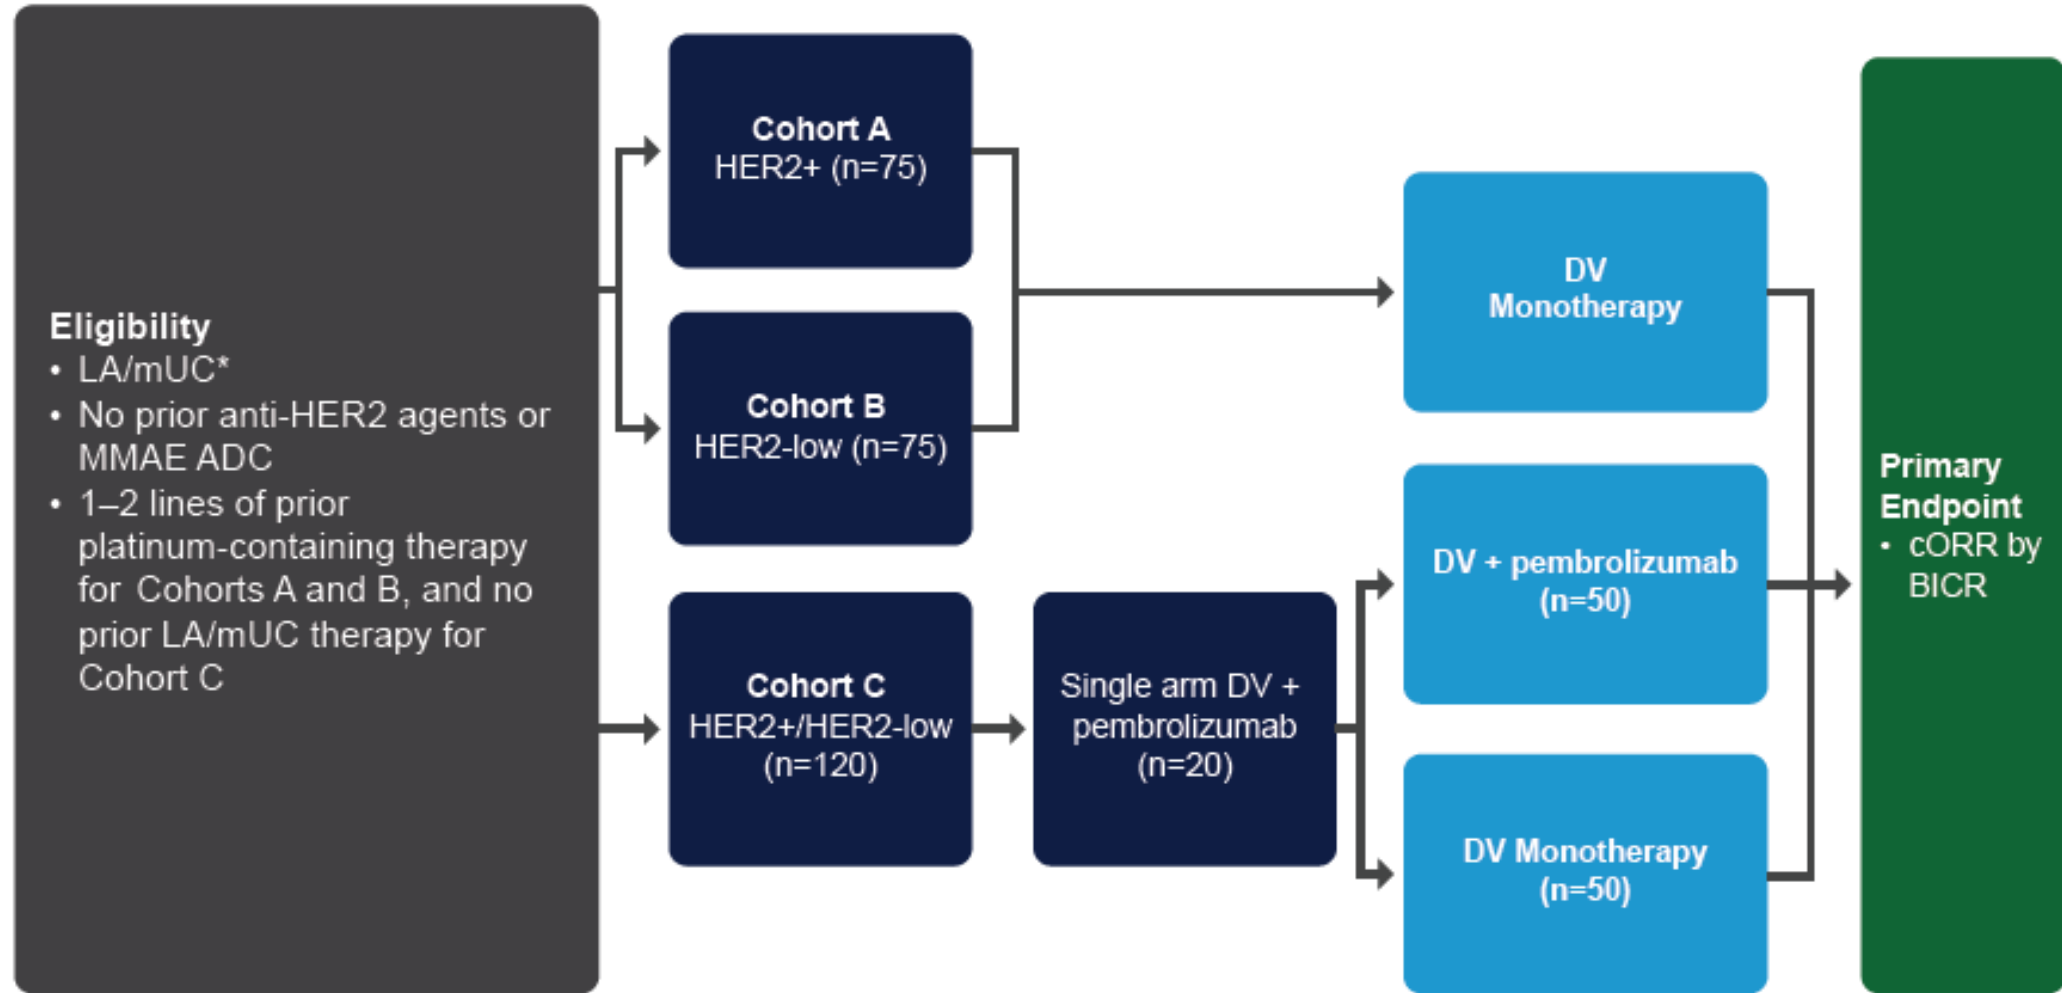 Eligibility
• LA/mUC*
• No prior anti-HER2 agents or
MMAE ADC
• 1–2 lines of prior
platinum-containing therapy
for Cohorts A and B, and no
prior LA/mUC therapy for
Cohort C
Cohort A
HER2+ (n=75)
Cohort B
HER2-low (n=75)
Cohort C
HER2+/HER2-low
(n=120)
Single arm DV +
pembrolizumab
(n=20)
DV
Monotherapy
DV + pembrolizumab
(n=50)
DV Monotherapy
(n=50)
Primary
Endpoint
• cORR by
BICR